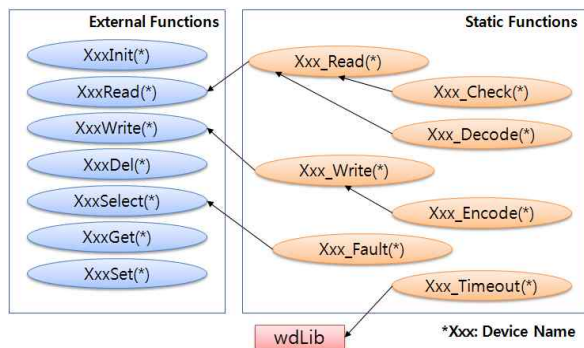 External Functions
XxxInit(*)
XxxRead(*)
XxxWrite(*)
XxxDel(*)
XxxSelect(*)
XxxGet(*)
XxxSet(*)
Static Functions
Xxx_Read(*)
Xxx_Check(*)
Xxx_Decode(*)
Xxx_Write(*)
Xxx_Encode(*)
Xxx_Fault(*)
Xxx_Timeout(*)
wdLib
*Xxx: Device Name